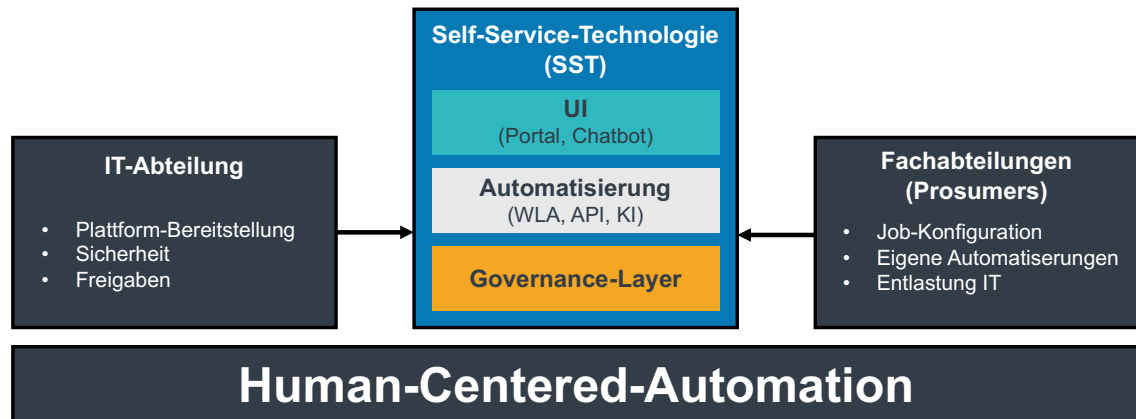 IT-Abteilung
• Plattform-Bereitstellung
• Sicherheit
• Freigaben
Self-Service-Technologie
(SST)
UI
(Portal, Chatbot)
Automatisierung
(WLA, API, KI)
Governance-Layer
Fachabteilungen
(Prosumers)
• Job-Konfiguration
• Eigene Automatiserungen
• Entlastung IT
Human-Centered-Automation